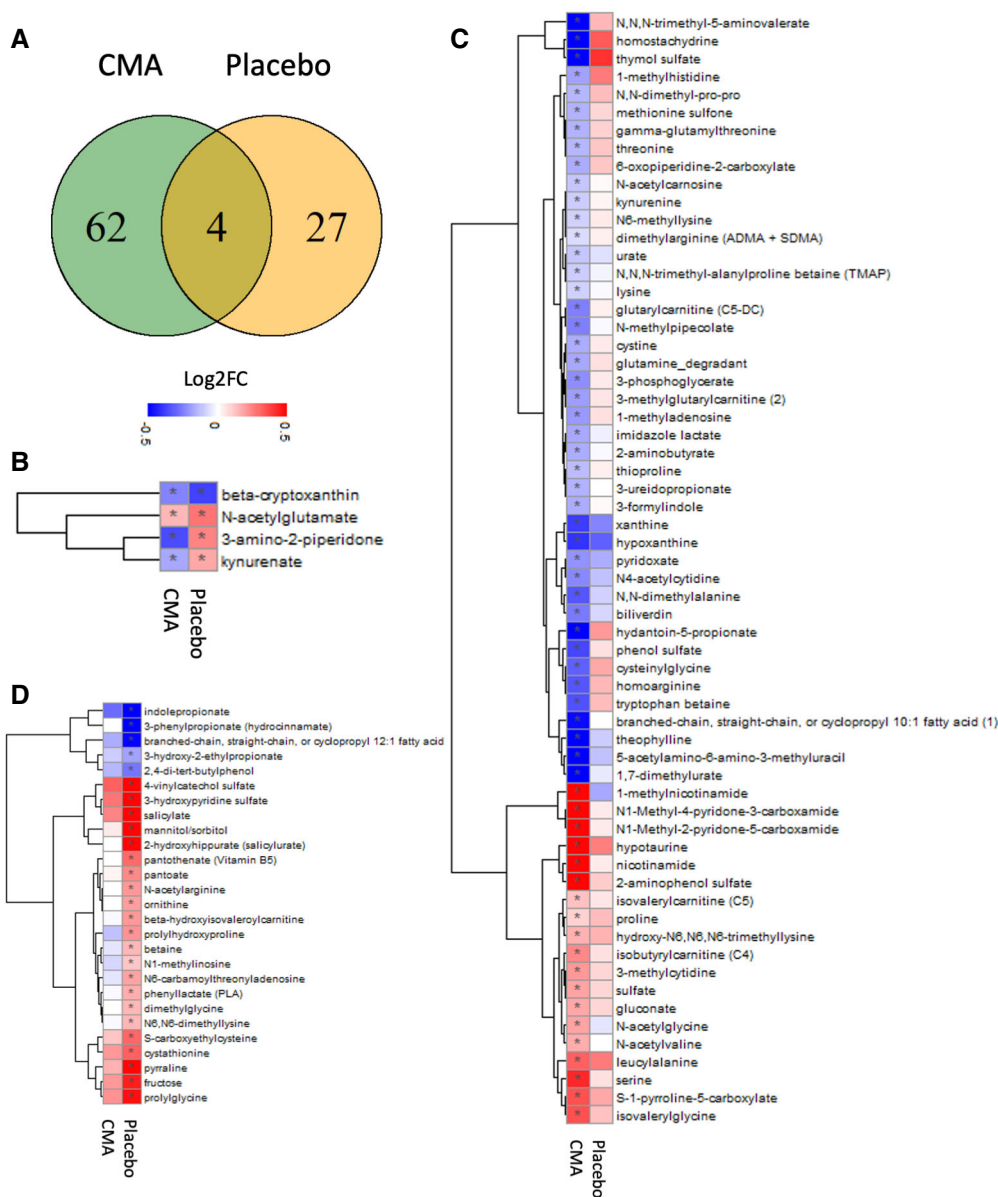 A
CMA Placebo
62 4 27
Log2FC
-0.5 0 0.5
B
* * beta-cryptoxanthin
* * N-acetylglutamate
* * 3-amino-2-piperidone
* * kynurenate
CMA Placebo
D
* indolepropionate
* 3-phenylpropionate (hydrocinnamate)
* branched-chain, straight-chain, or cyclopropyl 12:1 fatty acid
* 3-hydroxy-2-ethylpropionate
* 2,4-di-tert-butylphenol
* 4-vinylcatechol sulfate
* 3-hydroxypyridine sulfate
* salicylate
* mannitol/sorbitol
* 2-hydroxyhippurate (salicylurate)
* pantothenate (Vitamin B5)
* pantoate
* N-acetylarginine
* ornithine
* beta-hydroxyisovaleroylcarnitine
* prolylhydroxyproline
* betaine
* N1-methylinosine
* N6-carbamoylthreonyladenosine
* phenyllactate (PLA)
* dimethylglycine
* N6,N6-dimethyllysine
* S-carboxyethylcysteine
* cystathionine
* pyrraline
* fructose
* prolylglycine
CMA Placebo
C
* N,N,N-trimethyl-5-aminovalerate
* homostachydrine
* thymol sulfate
* 1-methylhistidine
* N,N-dimethyl-pro-pro
* methionine sulfone
* gamma-glutamylthreonine
* threonine
* 6-oxopiperidine-2-carboxylate
* N-acetylcarnosine
* kynurenine
* N6-methyllysine
* dimethylarginine (ADMA + SDMA)
* urate
* N,N,N-trimethyl-alanylproline betaine (TMAP)
* lysine
* glutarylcarnitine (C5-DC)
* N-methylpipecolate
* cystine
* glutamine_degradant
* 3-phosphoglycerate
* 3-methylglutarylcarnitine (2)
* 1-methyladenosine
* imidazole lactate
* 2-aminobutyrate
* thioproline
* 3-ureidopropionate
* 3-formylindole
* xanthine
* hypoxanthine
* pyridoxate
* N4-acetylcytidine
* N,N-dimethylalanine
* biliverdin
* hydantoin-5-propionate
* phenol sulfate
* cysteinylglycine
* homoarginine
* tryptophan betaine
* branched-chain, straight-chain, or cyclopropyl 10:1 fatty acid (1)
* theophylline
* 5-acetylamino-6-amino-3-methyluracil
* 1,7-dimethylurate
* 1-methylnicotinamide
* N1-Methyl-4-pyridone-3-carboxamide
* N1-Methyl-2-pyridone-5-carboxamide
* hypotaurine
* nicotinamide
* 2-aminophenol sulfate
* isovalerylcarnitine (C5)
* proline
* hydroxy-N6,N6,N6-trimethyllysine
* isobutyrylcarnitine (C4)
* 3-methylcytidine
* sulfate
* gluconate
* N-acetylglycine
* N-acetylvaline
* leucylalanine
* serine
* S-1-pyrroline-5-carboxylate
* isovalerylglycine
CMA Placebo